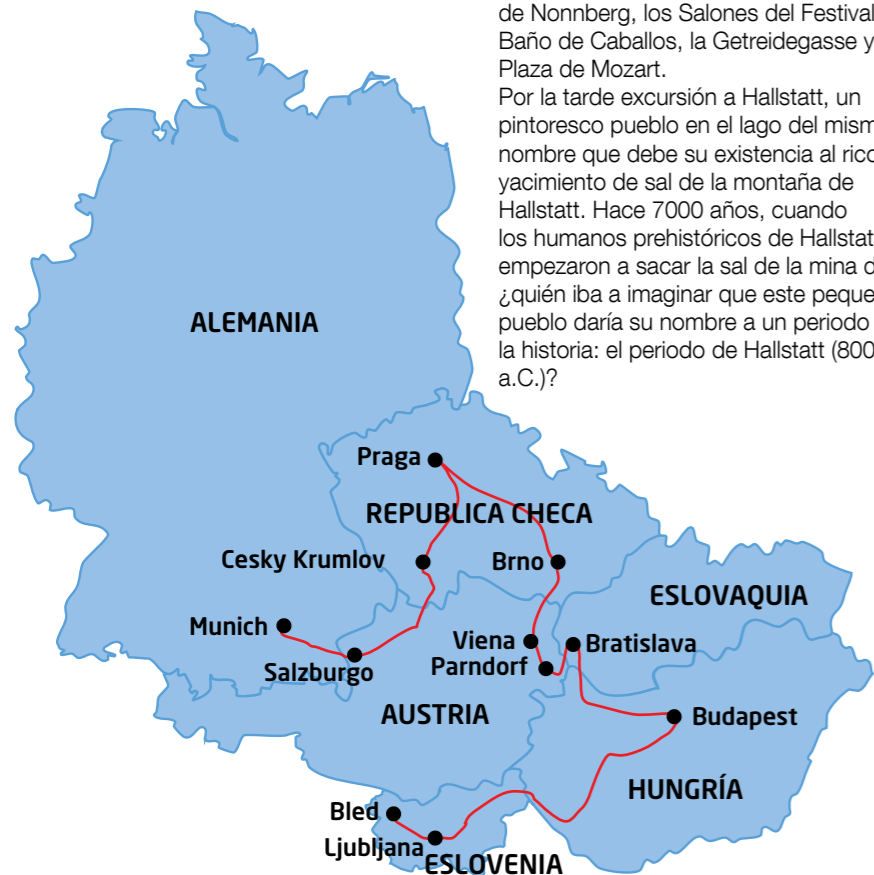 de Nonnberg, los Salones del Festival
Baño de Caballos, la Getreidegasse y
Plaza de Mozart.
Por la tarde excursión a Hallstatt, un
pintoresco pueblo en el lago del mism
nombre que debe su existencia al rico
yacimiento de sal de la montaña de
Hallstatt. Hace 7000 años, cuando
los humanos prehistóricos de Hallstat
empezaron a sacar la sal de la mina d
¿quién iba a imaginar que este peque
pueblo daría su nombre a un periodo
la historia: el periodo de Hallstatt (800
a.C.)?
ALEMANIA
Praga
REPUBLICA CHECA
Cesky Krumlov
Brno
ESLOVAQUIA
Munich
Viena
Bratislava
Salzburgo
Parndorf
AUSTRIA
Budapest
HUNGRÍA
Bled
Ljubljana
ESLOVENIA